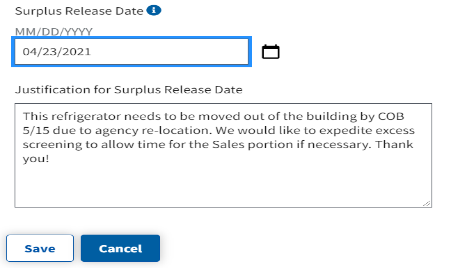 Surplus Release Date
MM/DD/YYYY
04/23/2021
Justification for Surplus Release Date
This refrigerator needs to be moved out of the building by COB
5/15 due to agency re-location. We would like to expedite excess
screening to allow time for the Sales portion if necessary. Thank
you!
Save Cancel